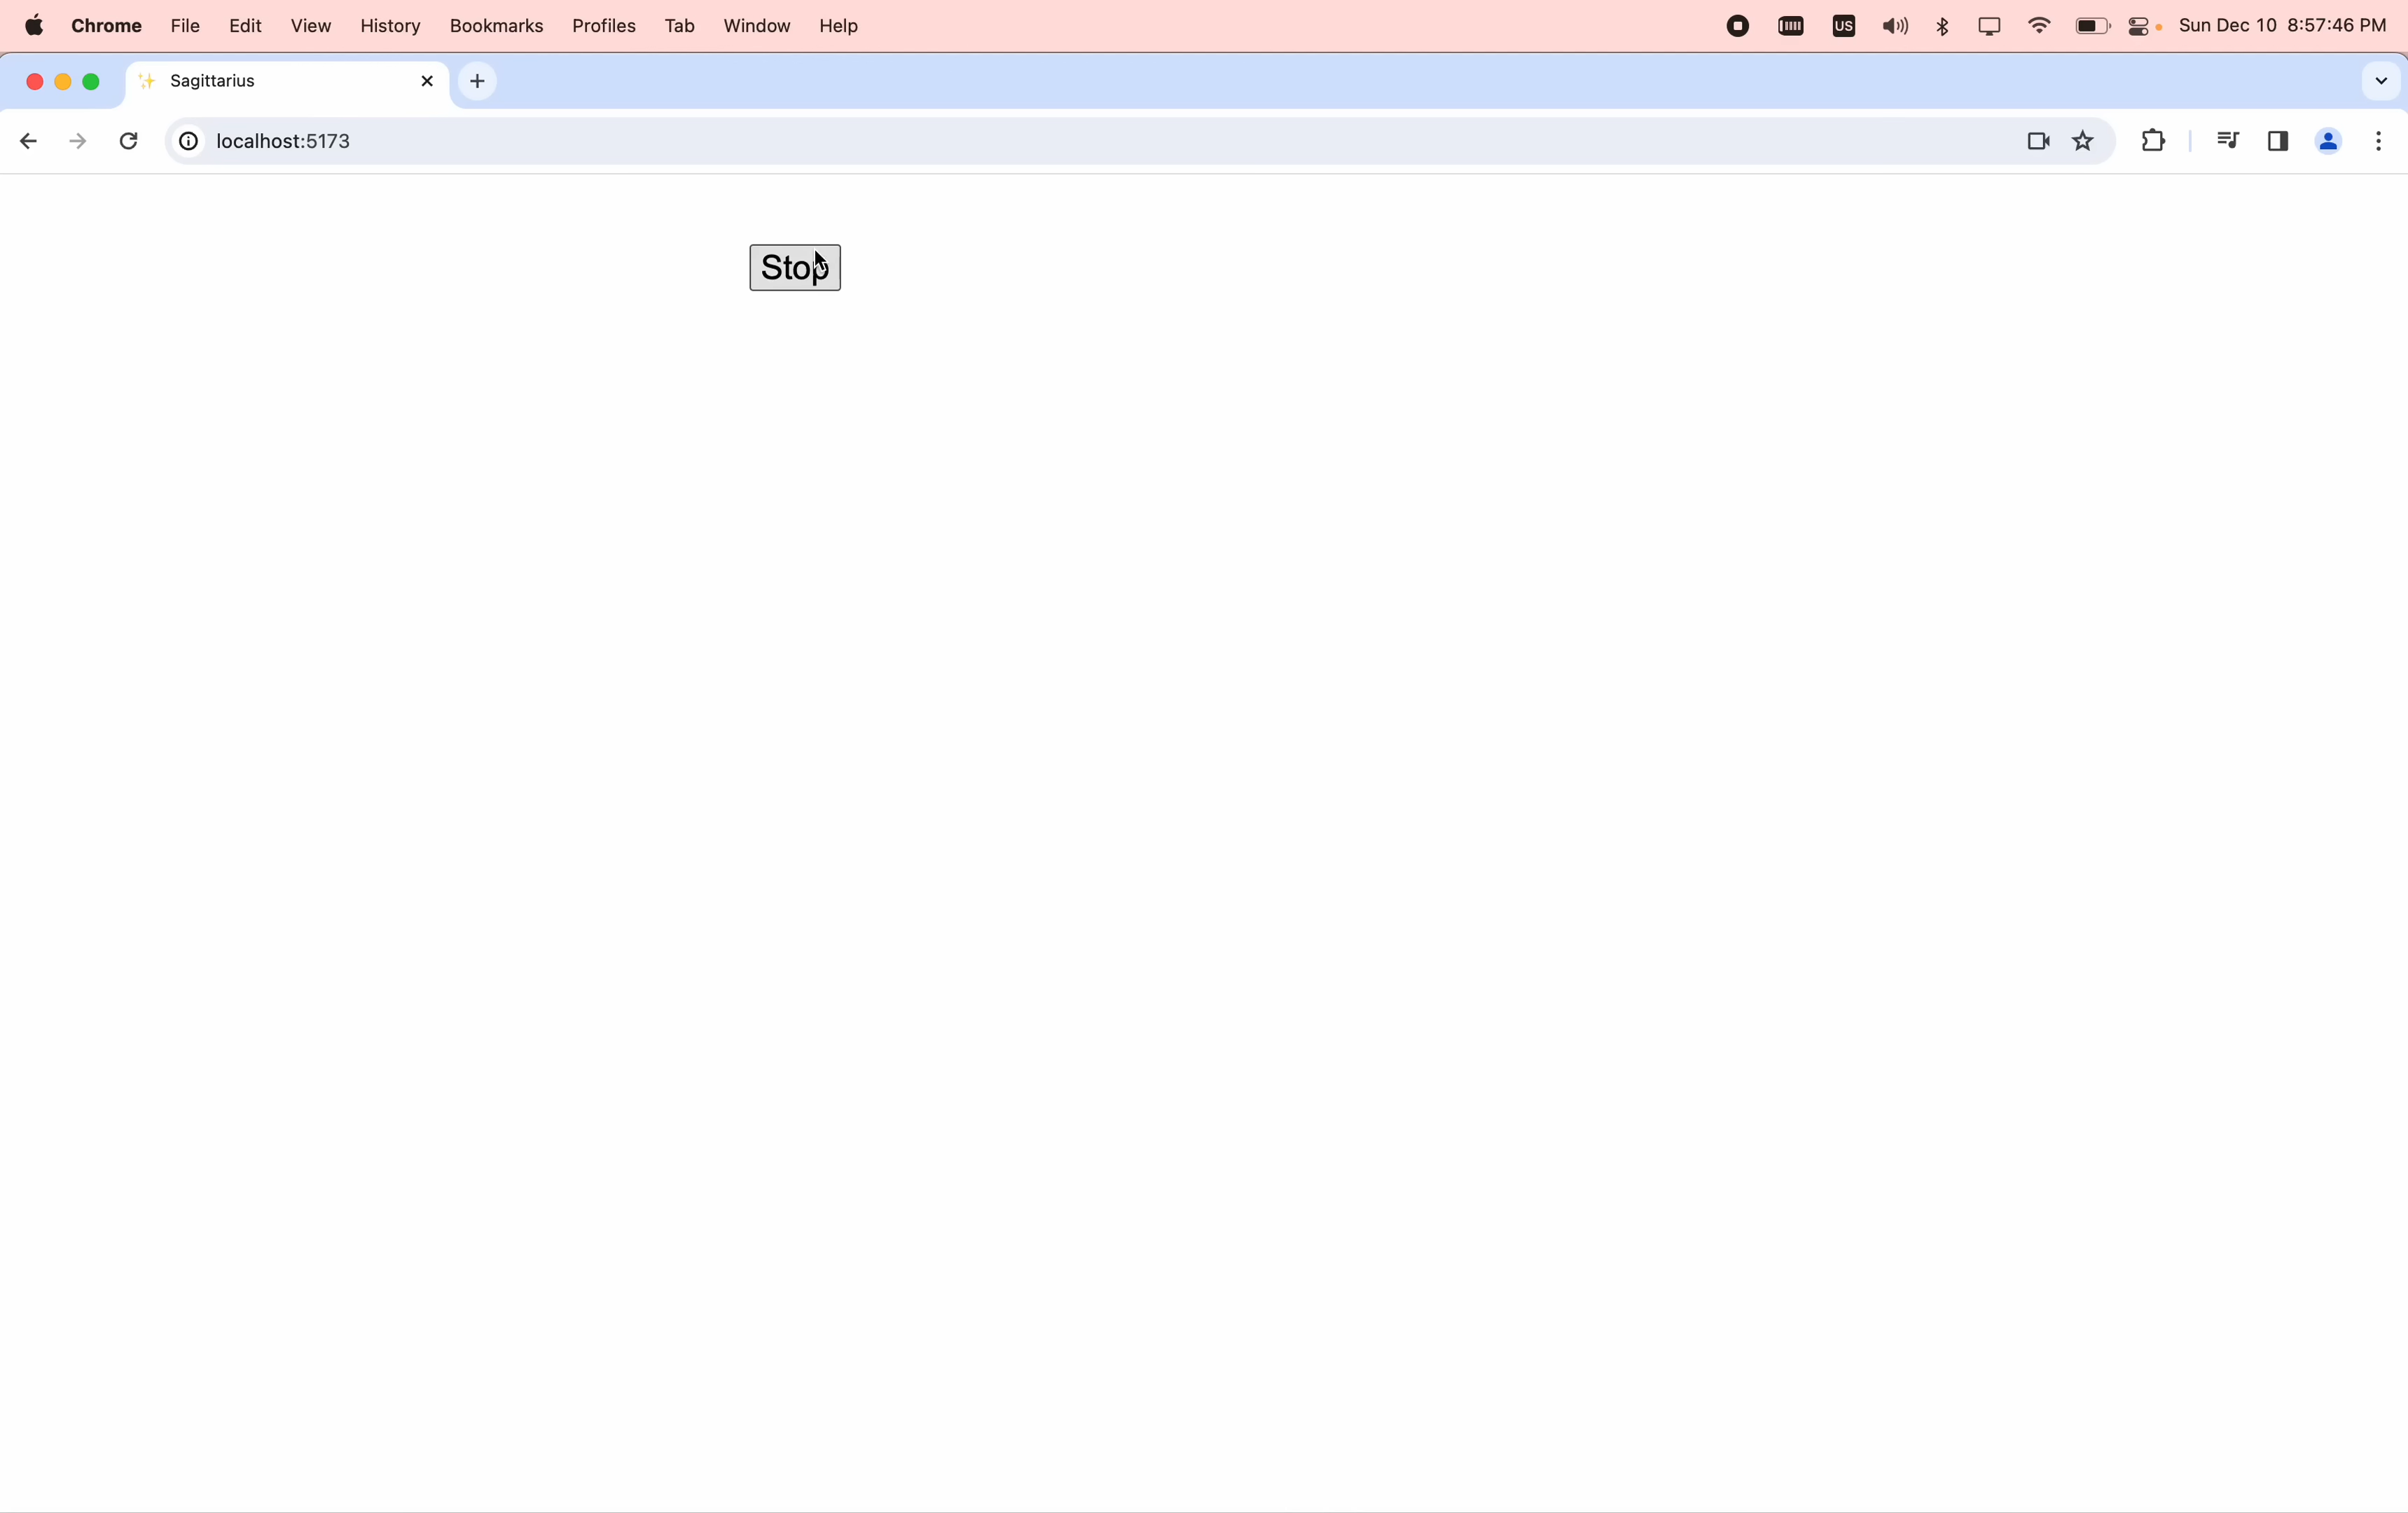 Chrome File Edit View History Bookmarks Profiles Tab Window Help US Sun Dec 10 8:57:46 PM
Sagittarius
localhost:5173
Stop